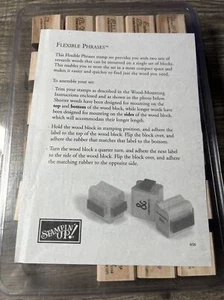 FLEXIBLE PHRASES™
This Flexible Phrases set provides you with two sets of
versatile words that can be mounted on a single set of blocks.
This enables you to store the set in a more compact space and
makes it easier and quicker to find just the word you need.
To assemble your set:
Trim your stamps as described in the Wood-Mounting
Instructions enclosed and as shown in the photo below.
Shorter words have been designed for mounting on the
top and bottom of the wood block, while longer words
have been designed for mounting on the sides of the wood block,
which will accommodate their longer length.
Hold the wood block in stamping position, and adhere the
label to the top of the wood block. Flip the block over, and
adhere the rubber that matches that label to the bottom.
Turn the wood block a quarter turn, and adhere the next label
to the side of the wood block. Flip the block over, and adhere
the matching rubber to the opposite side.
STAMPIN'
UP!